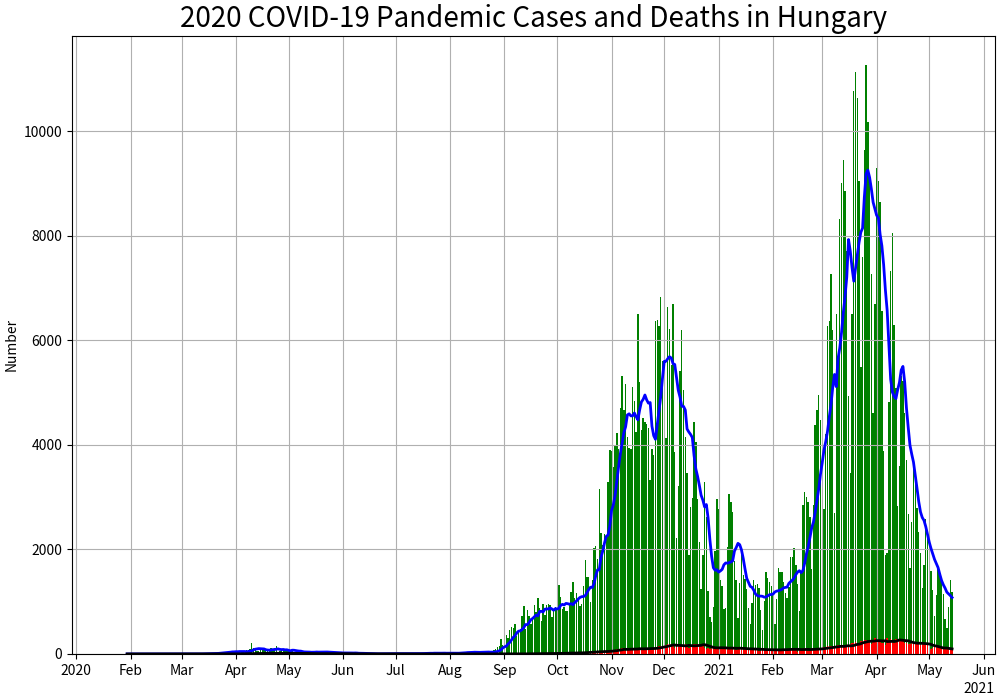 2020 COVID-19 Pandemic Cases and Deaths in Hungary
Number
10000
8000
6000
4000
2000
0
2020 Feb Mar Apr May Jun Jul Aug Sep Oct Nov Dec 2021 Feb Mar Apr May Jun
2021